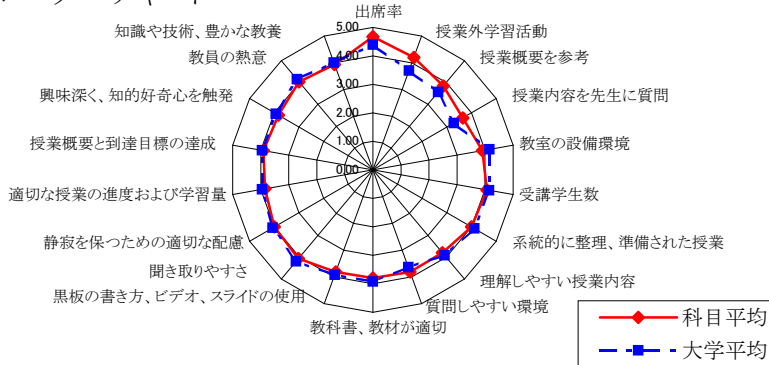 出席率
授業外学習活動
授業概要を参考
授業内容を先生に質問
教室の設備環境
受講学生数
系統的に整理、準備された授業
理解しやすい授業内容
質問しやすい環境
教科書、教材が適切
黒板の書き方、ビデオ、スライドの使用
聞き取りやすさ
静寂を保つための適切な配慮
適切な授業の進度および学習量
授業概要と到達目標の達成
興味深く、知的好奇心を触発
教員の熱意
知識や技術、豊かな教養
5.00
4.00
3.00
2.00
1.00
0.00
科目平均
大学平均